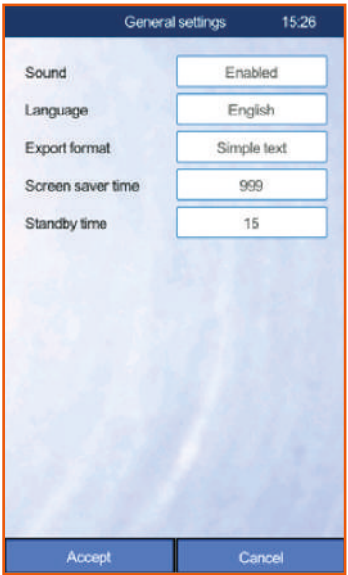 General settings 15:26
Sound Enabled
Language English
Export format Simple text
Screen saver time 999
Standby time 15
Accept Cancel